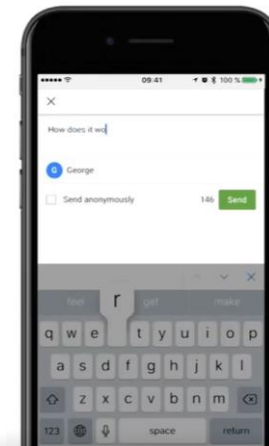 09:41 100 %
How does it wo
G George
Send anonymously 146 Send
feel get make
r
q w e t y u i o p
a s d f g h j k l
z x c v b n m
123 space return